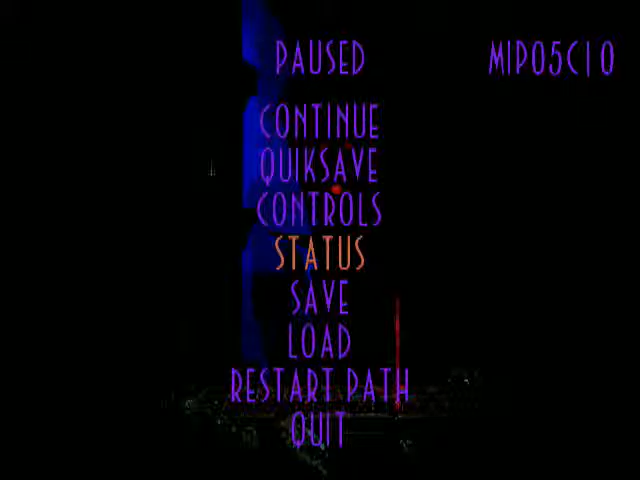 PAUSED
MIP05C10
CONTINUE
QUIKSAVE
CONTROLS
STATUS
SAVE
LOAD
RESTART PATH
QUIT